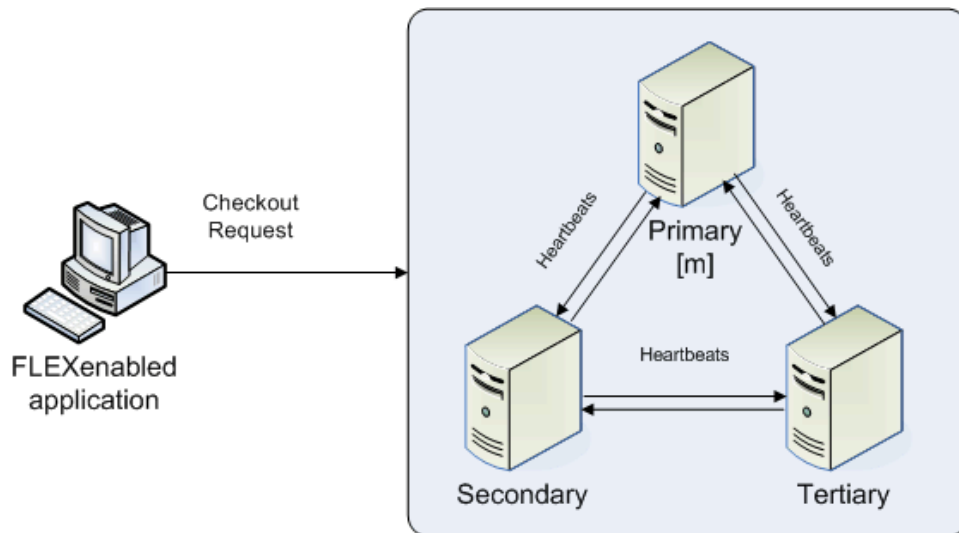 Checkout
Request
FLEXenabled
application
Heartbeats
Heartbeats
Primary
[m]
Heartbeats
Secondary
Tertiary